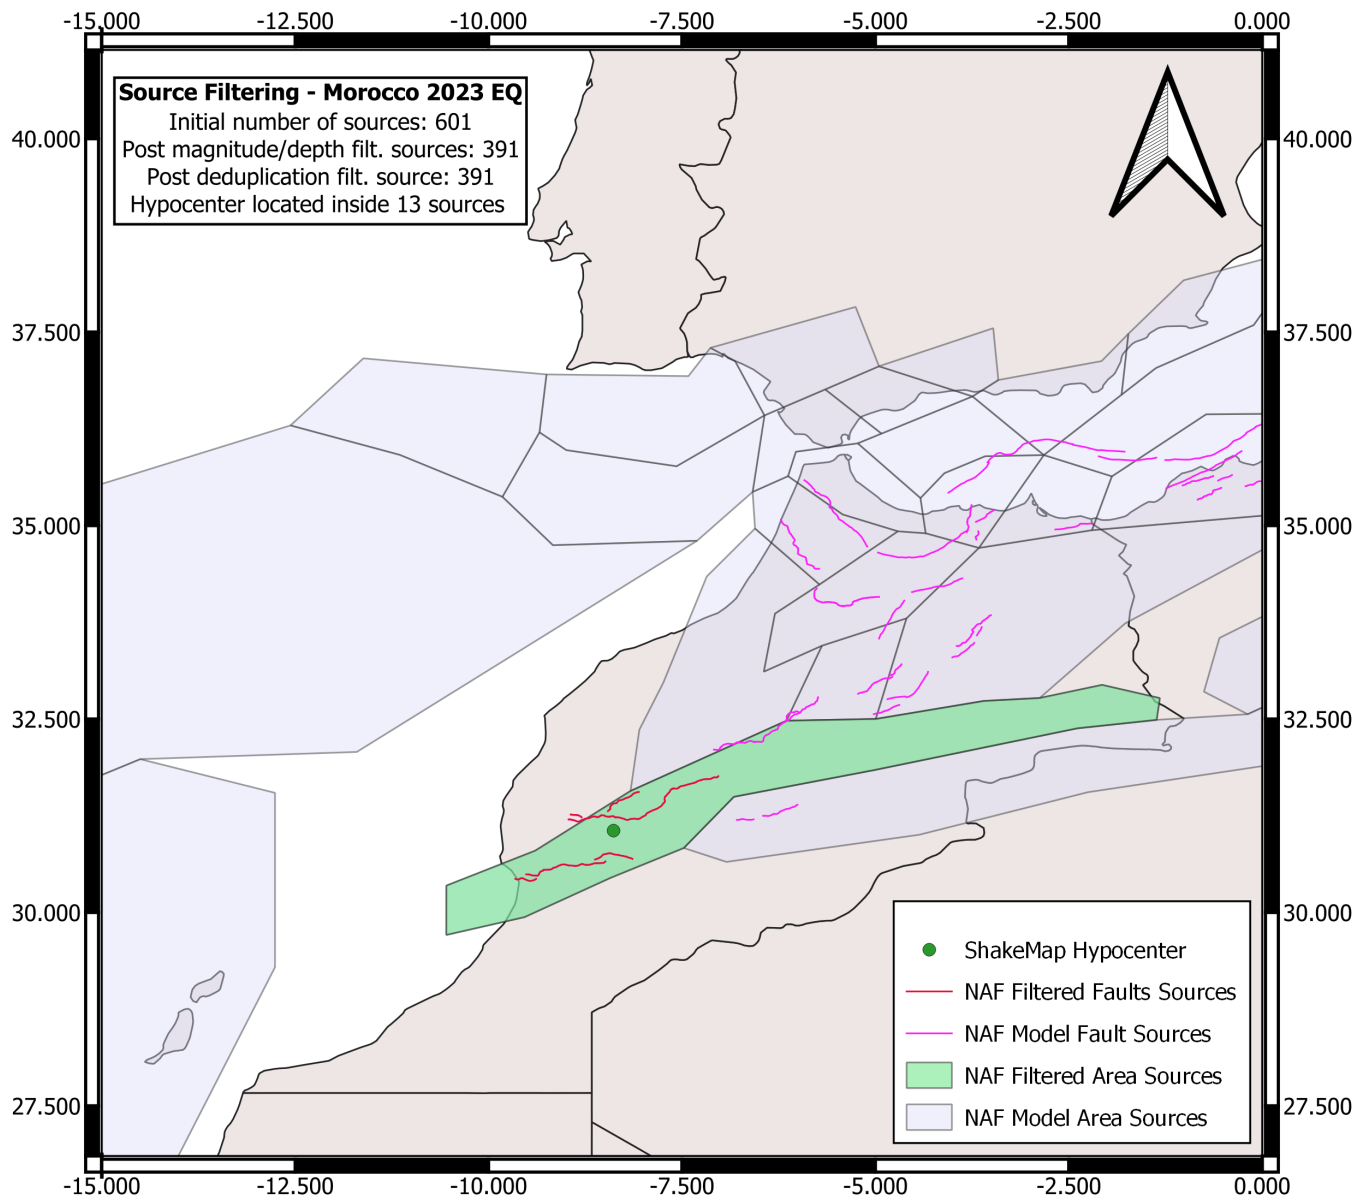 -15.000 -12.500 -10.000 -7.500 -5.000 -2.500 0.000
Source Filtering - Morocco 2023 EQ
Initial number of sources: 601
Post magnitude/depth filt. sources: 391
Post deduplication filt. source: 391
Hypocenter located inside 13 sources
40.000 40.000
37.500 37.500
35.000 35.000
32.500 32.500
30.000 30.000
27.500 27.500
ShakeMap Hypocenter
NAF Filtered Faults Sources
NAF Model Fault Sources
NAF Filtered Area Sources
NAF Model Area Sources
-15.000 -12.500 -10.000 -7.500 -5.000 -2.500 0.000